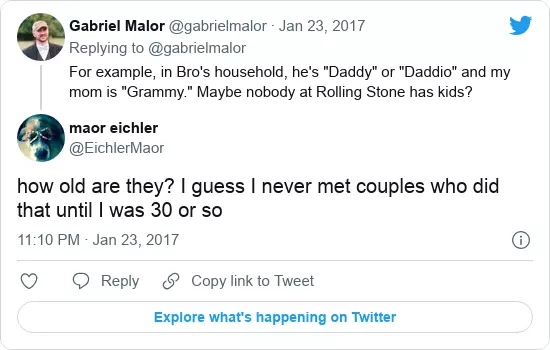 Gabriel Malor @gabrielmalor · Jan 23, 2017
Replying to @gabrielmalor
For example, in Bro's household, he's "Daddy" or "Daddio" and my
mom is "Grammy." Maybe nobody at Rolling Stone has kids?
maor eichler
@EichlerMaor
how old are they? I guess I never met couples who did
that until I was 30 or so
11:10 PM · Jan 23, 2017
Reply Copy link to Tweet
Explore what's happening on Twitter